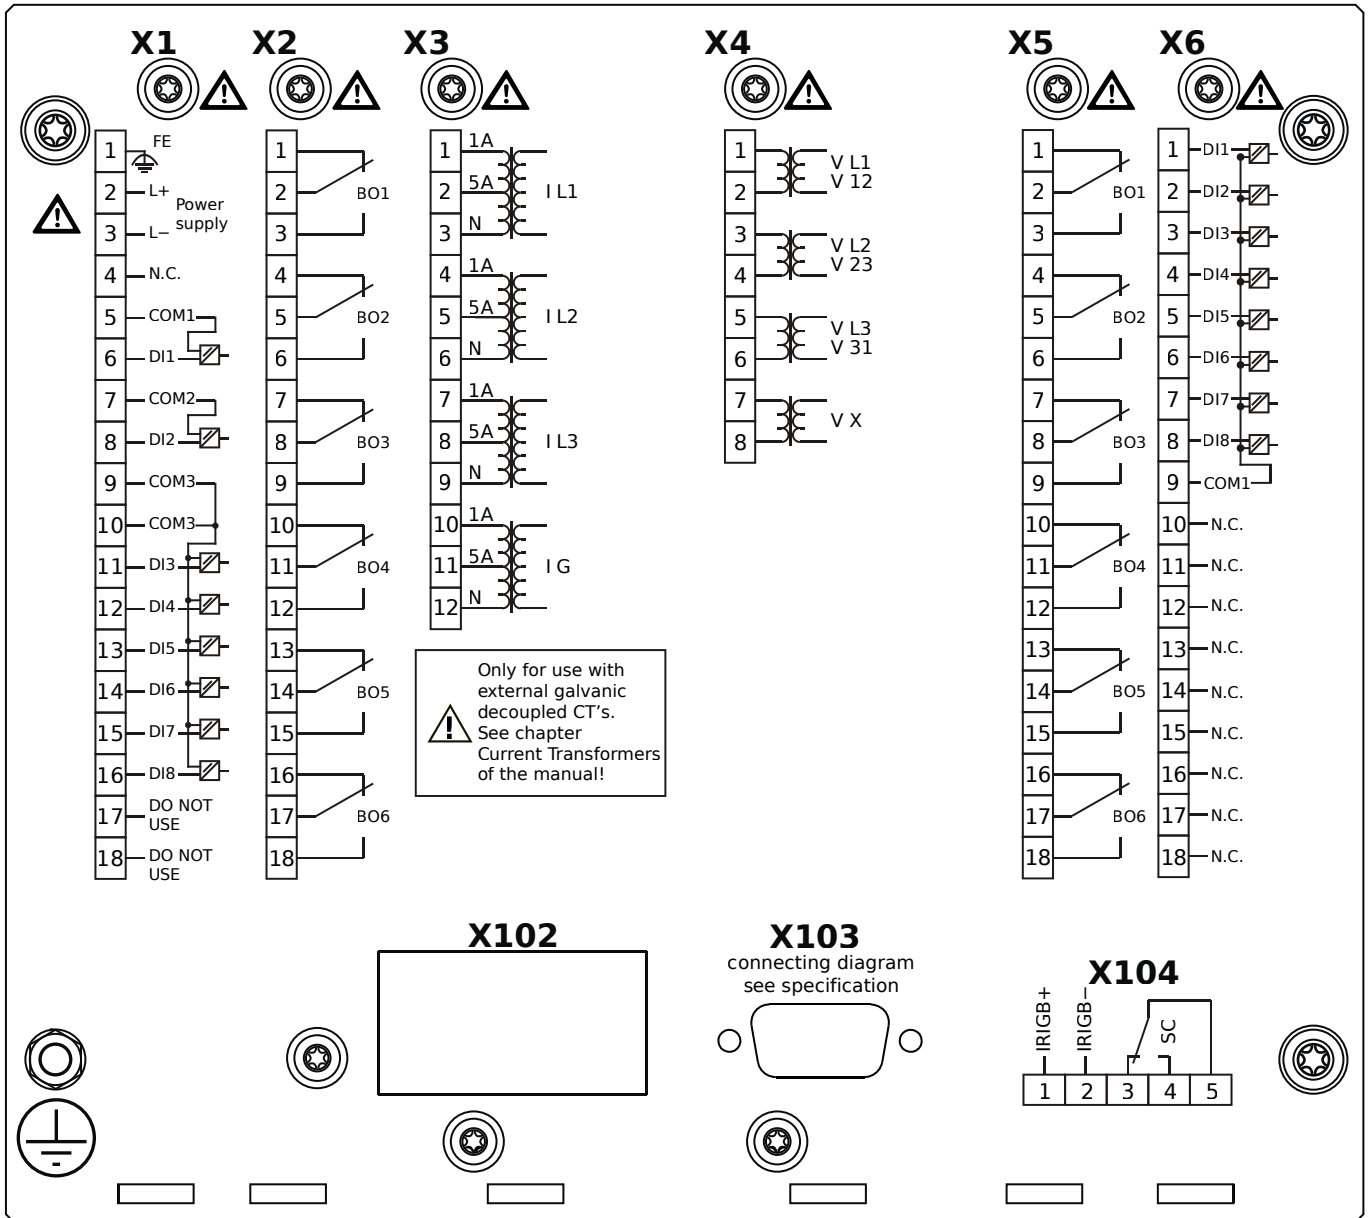 X1
X2
X3
X4
X5
X6
1 FE
2 L+
Power
supply
3 L−
4 N.C.
5 COM1
6 DI1
7 COM2
8 DI2
9 COM3
10 COM3
11 DI3
12 DI4
13 DI5
14 DI6
15 DI7
16 DI8
17 DO NOT
USE
18 DO NOT
USE
1
2 BO1
3
4
5 BO2
6
7
8 BO3
9
10
11 BO4
12
13
14 BO5
15
16
17 BO6
18
1 1A
2 5A I L1
3 N
4 1A
5 5A I L2
6 N
7 1A
8 5A I L3
9 N
10 1A
11 5A I G
12 N
Only for use with
external galvanic
decoupled CT's.
See chapter
Current Transformers
of the manual!
1 V L1
2 V 12
3 V L2
4 V 23
5 V L3
6 V 31
7 V X
8
1
2 BO1
3
4
5 BO2
6
7
8 BO3
9
10
11 BO4
12
13
14 BO5
15
16
17 BO6
18
1 DI1
2 DI2
3 DI3
4 DI4
5 DI5
6 DI6
7 DI7
8 DI8
9 COM1
10 N.C.
11 N.C.
12 N.C.
13 N.C.
14 N.C.
15 N.C.
16 N.C.
17 N.C.
18 N.C.
X102
X103
connecting diagram
see specification
X104
IRIGB+
IRIGB−
SC
1 2 3 4 5